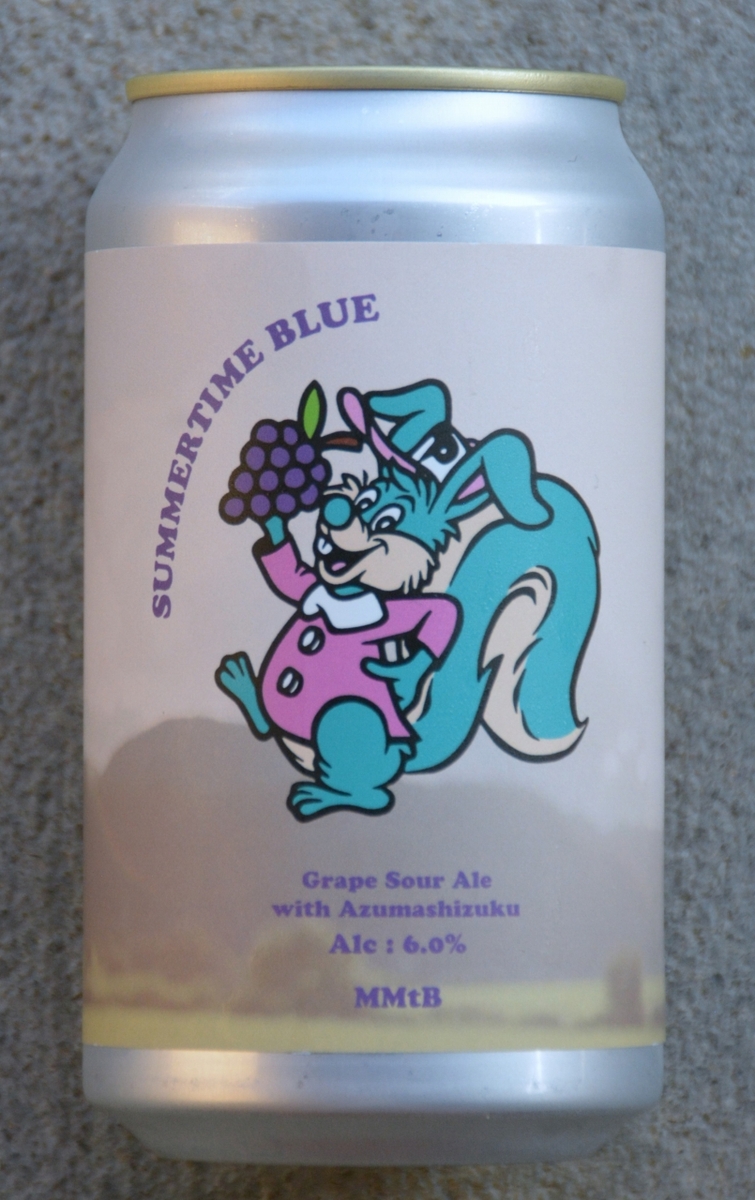 SUMMERTIME BLUE
Grape Sour Ale
with Azumashizuku
Alc : 6.0%
MMtB